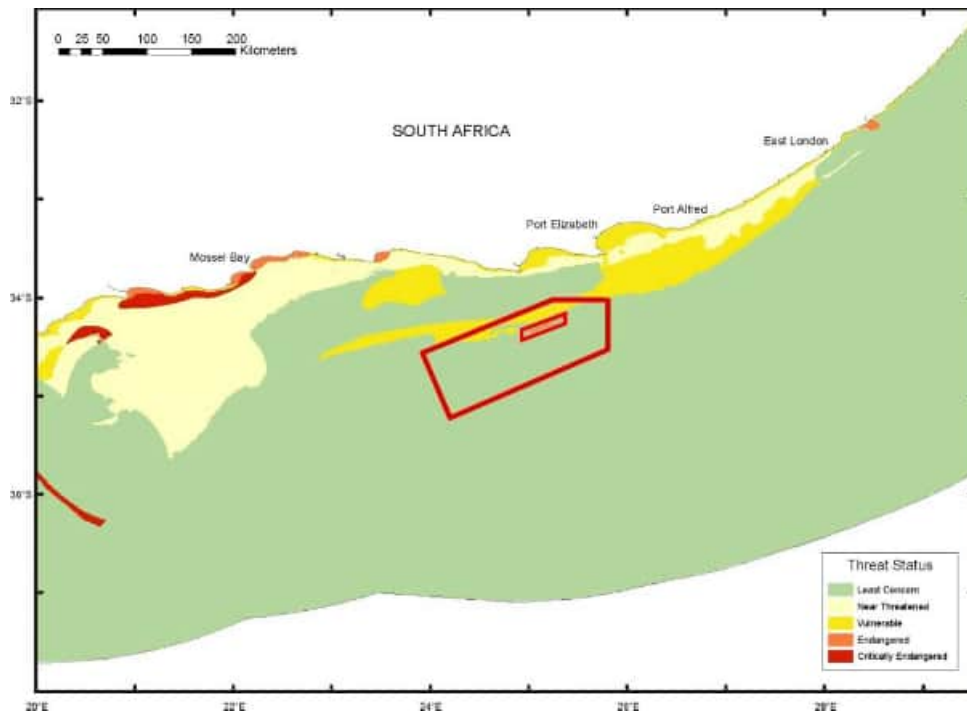 0 25 50 100 150 200
Kilometers
32°S
SOUTH AFRICA
East London
Port Alfred
Port Elizabeth
Mossel Bay
34°S
36°S
Threat Status
Least Concern
Near Threatened
Vulnerable
Endangered
Critically Endangered
20°E 22°E 24°E 26°E 28°E